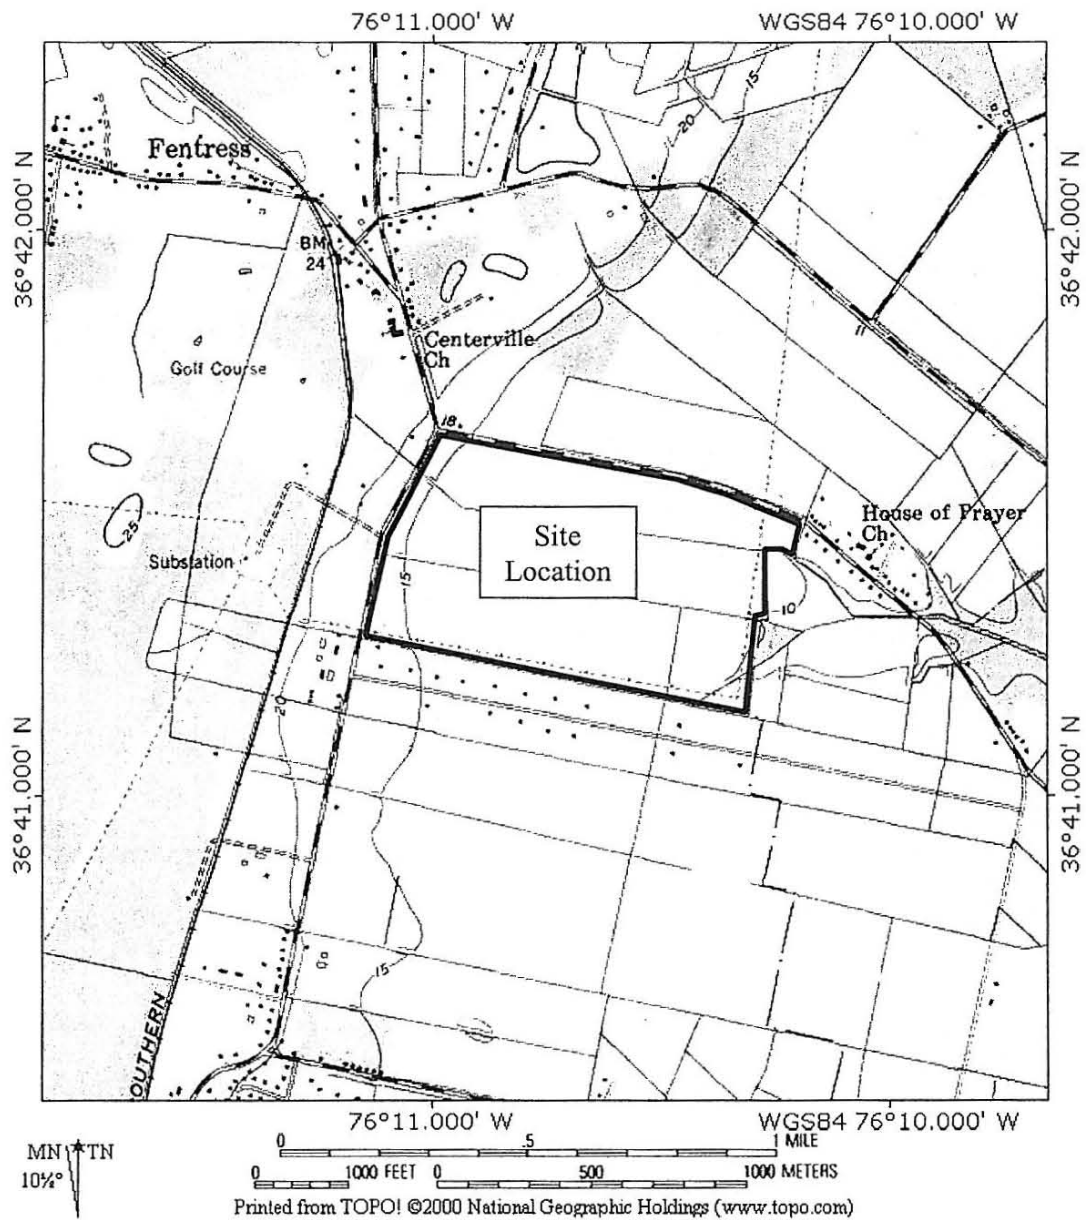 76°11.000' W WGS84 76°10.000' W
36°42.000' N
36°42.000' N
15
20
Fentress
BM
24
11
Centerville
Ch
Golf Course
18
Site
Location
House of Prayer
Ch
25
Substation
15
10
20
36°41.000' N
36°41.000' N
15
OUTHERN
76°11.000' W WGS84 76°10.000' W
MN TN
10½°
0 .5 1 MILE
0 1000 FEET 0 500 1000 METERS
Printed from TOPO! ©2000 National Geographic Holdings (www.topo.com)